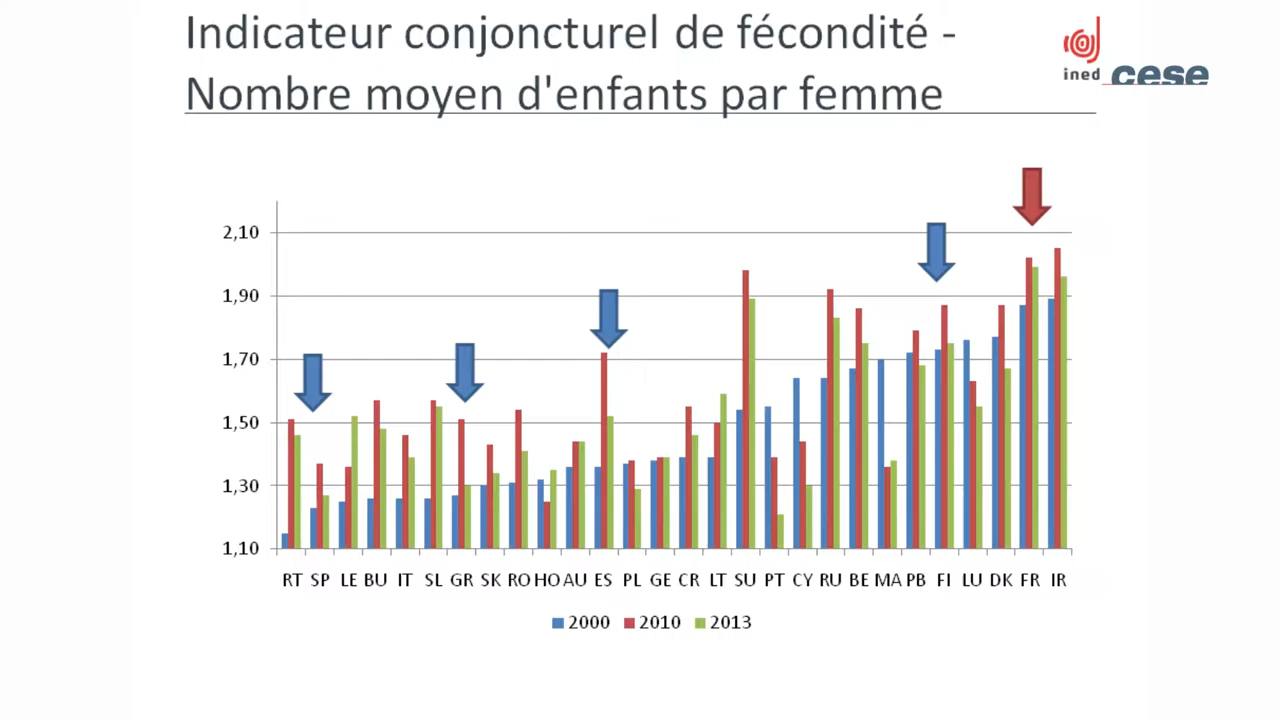 Indicateur conjoncturel de fécondité -
Nombre moyen d'enfants par femme
ined
cese
2,10
1,90
1,70
1,50
1,30
1,10
RT SP LE BU IT SL GR SK RO HO AU ES PL GE CR LT SU PT CY RU BE MA PB FI LU DK FR IR
2000 2010 2013